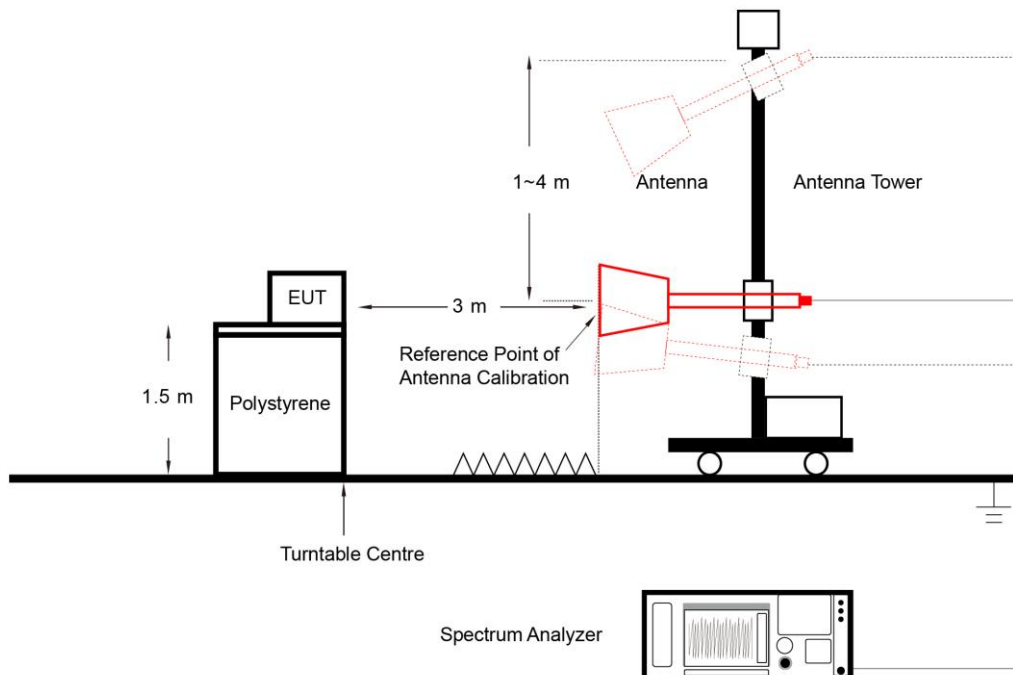 1~4 m
Antenna
Antenna Tower
EUT
3 m
Reference Point of
Antenna Calibration
1.5 m
Polystyrene
Turntable Centre
Spectrum Analyzer